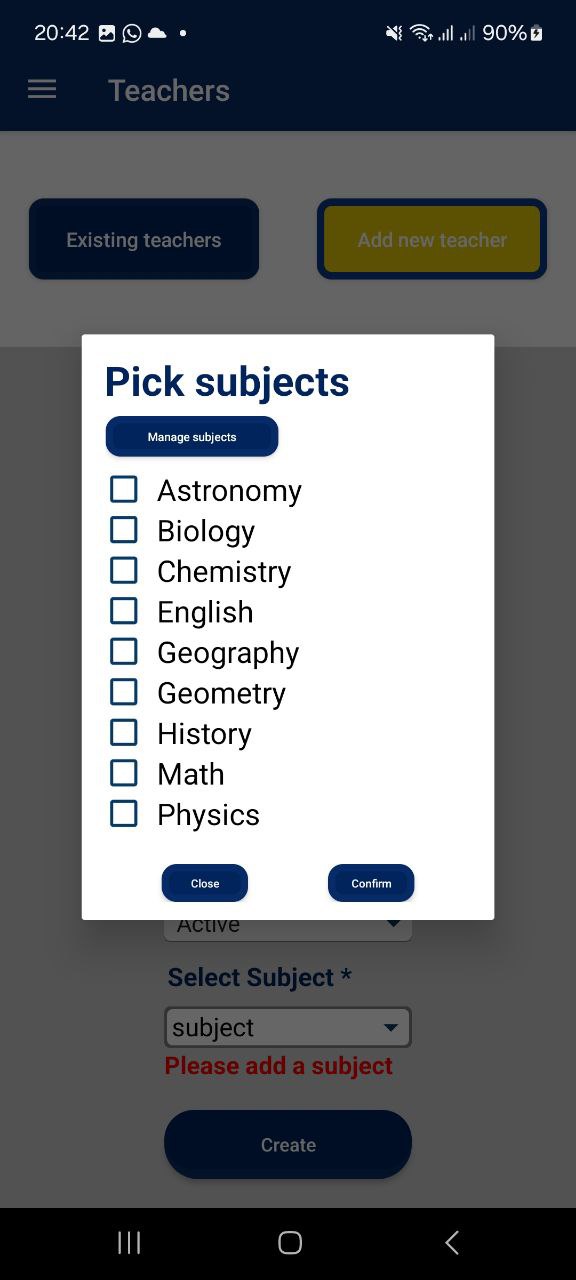 20:42 90%
Teachers
Existing teachers Add new teacher
Pick subjects
Manage subjects
Astronomy
Biology
Chemistry
English
Geography
Geometry
History
Math
Physics
Close Confirm
Active
Select Subject *
subject
Please add a subject
Create